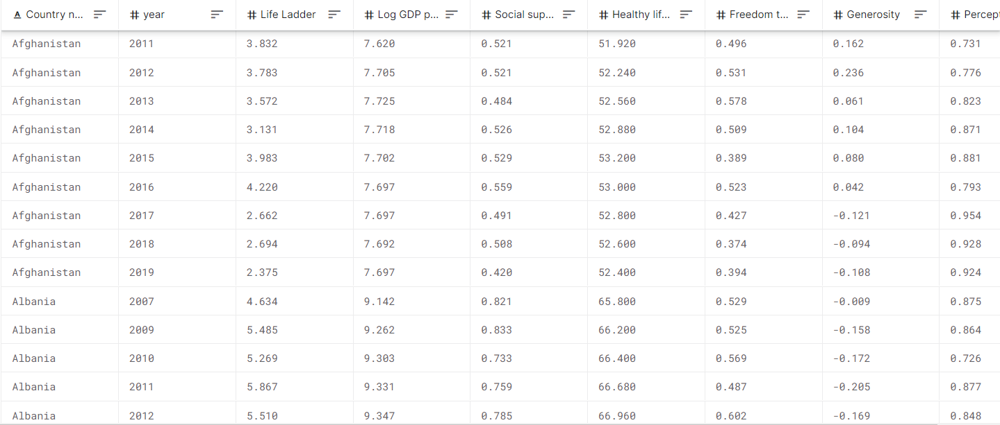 A Country n... # year # Life Ladder # Log GDP p... # Social sup... # Healthy lif... # Freedom t... # Generosity # Percept
Afghanistan 2011 3.832 7.620 0.521 51.920 0.496 0.162 0.731
Afghanistan 2012 3.783 7.705 0.521 52.240 0.531 0.236 0.776
Afghanistan 2013 3.572 7.725 0.484 52.560 0.578 0.061 0.823
Afghanistan 2014 3.131 7.718 0.526 52.880 0.509 0.104 0.871
Afghanistan 2015 3.983 7.702 0.529 53.200 0.389 0.080 0.881
Afghanistan 2016 4.220 7.697 0.559 53.000 0.523 0.042 0.793
Afghanistan 2017 2.662 7.697 0.491 52.800 0.427 -0.121 0.954
Afghanistan 2018 2.694 7.692 0.508 52.600 0.374 -0.094 0.928
Afghanistan 2019 2.375 7.697 0.420 52.400 0.394 -0.108 0.924
Albania 2007 4.634 9.142 0.821 65.800 0.529 -0.009 0.875
Albania 2009 5.485 9.262 0.833 66.200 0.525 -0.158 0.864
Albania 2010 5.269 9.303 0.733 66.400 0.569 -0.172 0.726
Albania 2011 5.867 9.331 0.759 66.680 0.487 -0.205 0.877
Albania 2012 5.510 9.347 0.785 66.960 0.602 -0.169 0.848